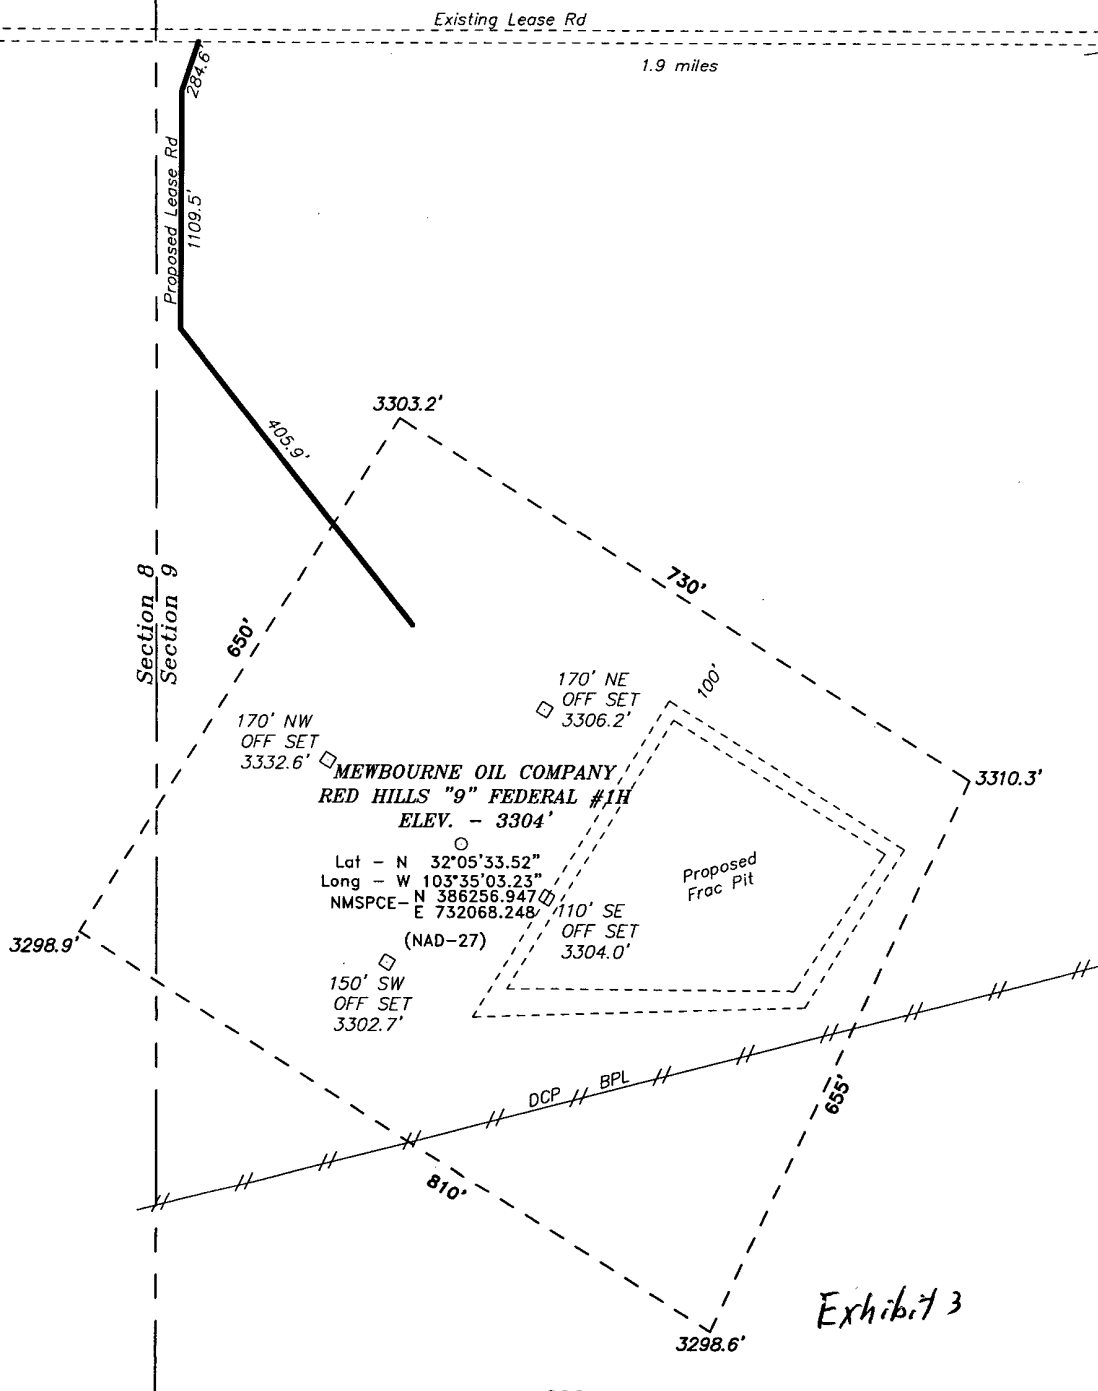 Existing Lease Rd
1.9 miles
284.6'
Proposed Lease Rd
1109.5'
405.9'
3303.2'
730'
Section 8
Section 9
650'
170' NE
OFF SET
3306.2'
100'
170' NW
OFF SET
3332.6'
MEWBOURNE OIL COMPANY
RED HILLS "9" FEDERAL #1H
ELEV. - 3304'
3310.3'
Lat - N 32°05'33.52"
Long - W 103°35'03.23"
NMSPCE- N 386256.947
E 732068.248
(NAD-27)
Proposed
Frac Pit
110' SE
OFF SET
3304.0'
3298.9'
150' SW
OFF SET
3302.7'
DCP BPL
655'
810'
Exhibit 3
3298.6'